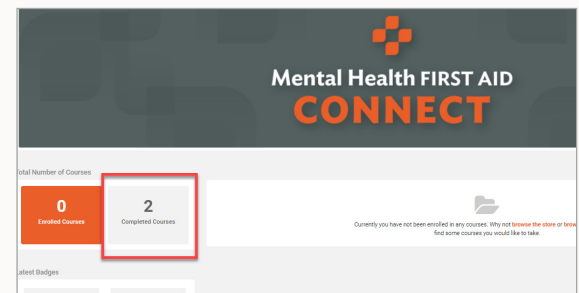 Mental Health FIRST AID
CONNECT
Total Number of Courses
0
Enrolled Courses
2
Completed Courses
Currently you have not been enrolled in any courses. Why not browse the store or brow
find some courses you would like to take.
Latest Badges